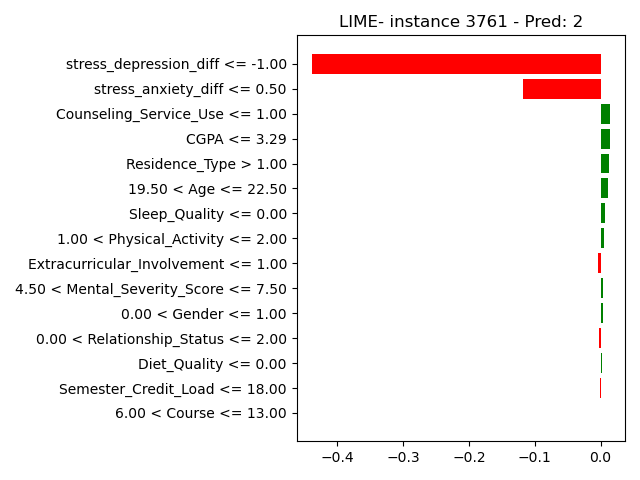 LIME- instance 3761 - Pred: 2
stress_depression_diff <= -1.00
stress_anxiety_diff <= 0.50
Counseling_Service_Use <= 1.00
CGPA <= 3.29
Residence_Type > 1.00
19.50 < Age <= 22.50
Sleep_Quality <= 0.00
1.00 < Physical_Activity <= 2.00
Extracurricular_Involvement <= 1.00
4.50 < Mental_Severity_Score <= 7.50
0.00 < Gender <= 1.00
0.00 < Relationship_Status <= 2.00
Diet_Quality <= 0.00
Semester_Credit_Load <= 18.00
6.00 < Course <= 13.00
−0.4 −0.3 −0.2 −0.1 0.0